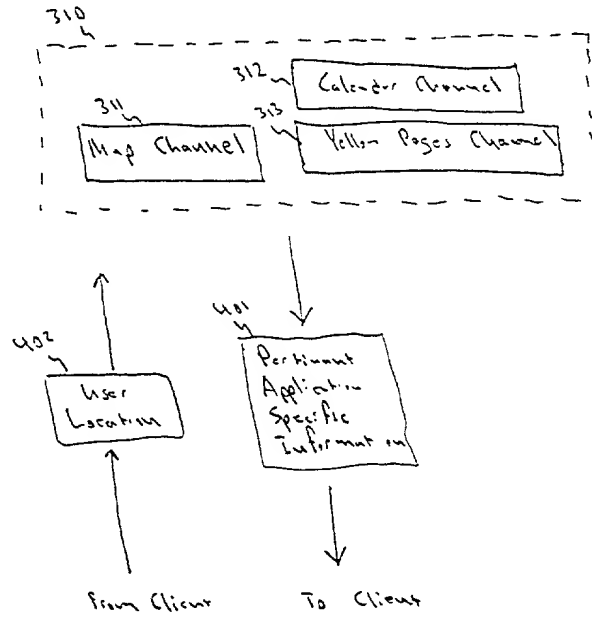 310
312
Calendar Channel
311
313
Map Channel
Yellow Pages Channel
402
401
User
Location
Pertinant
Application
Specific
Information
From Client
To Client